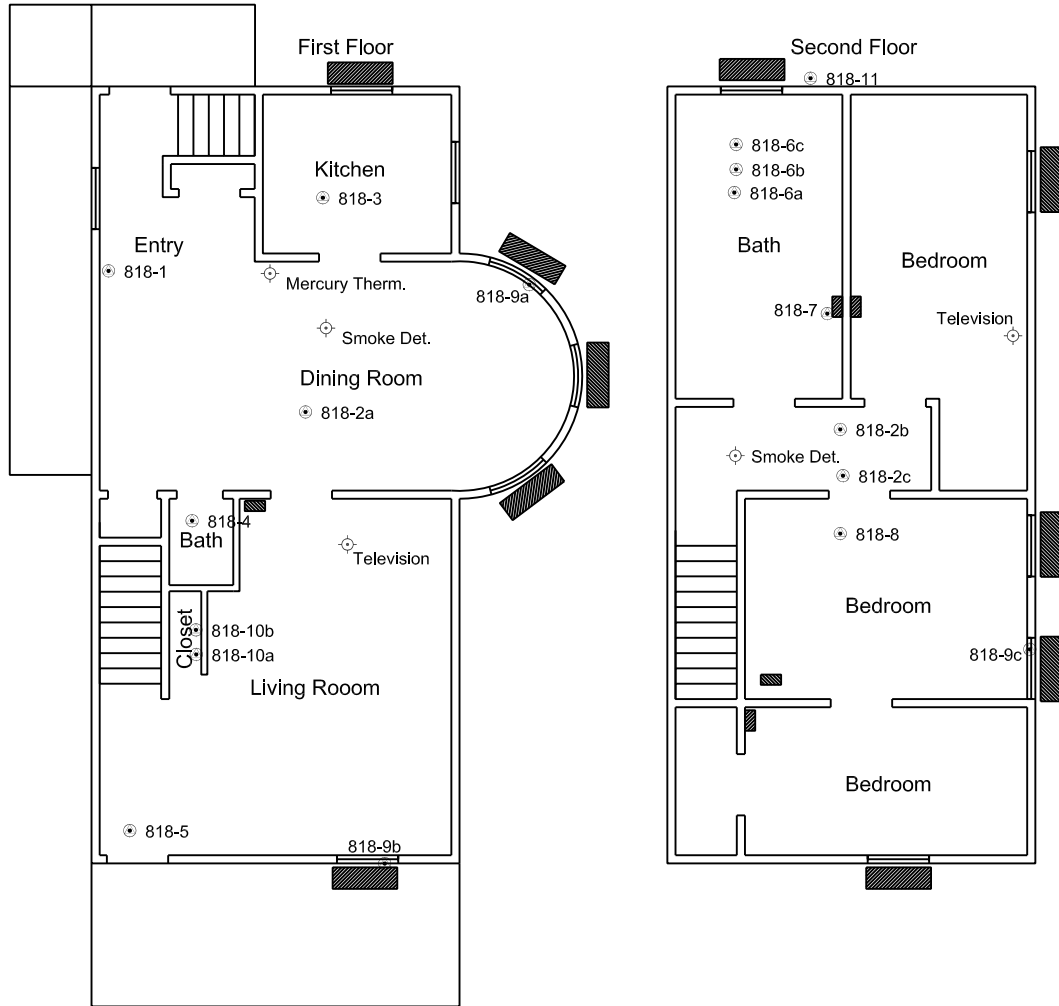 First Floor
Kitchen
818-3
Entry
818-1
Mercury Therm.
818-9a
Smoke Det.
Dining Room
818-2a
818-4
Bath
Television
Closet
818-10b
818-10a
Living Rooom
818-5
818-9b
Second Floor
818-11
818-6c
818-6b
818-6a
Bath
Bedroom
818-7
Television
818-2b
Smoke Det.
818-2c
818-8
Bedroom
818-9c
Bedroom